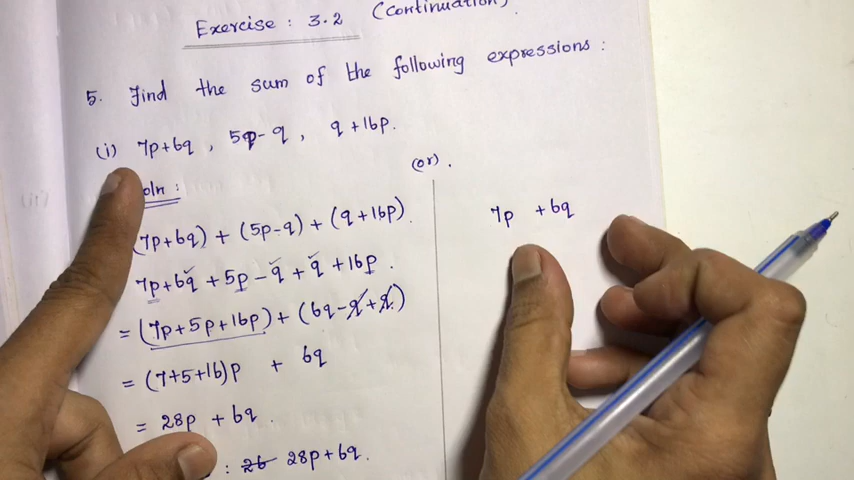 Exercise : 3.2 (Continuation)
5. Find the sum of the following expressions :
(i) 7p+6q , 5p-q , q+16p.
oln :
(7p+6q) + (5p-q) + (q+16p)
7p+6q+5p-q+q+16p.
= (7p+5p+16p)+(6q-q+q)
= (7+5+16)p + 6q
= 28p + 6q .
: 26 28p+6q.
(or) .
7p +6q